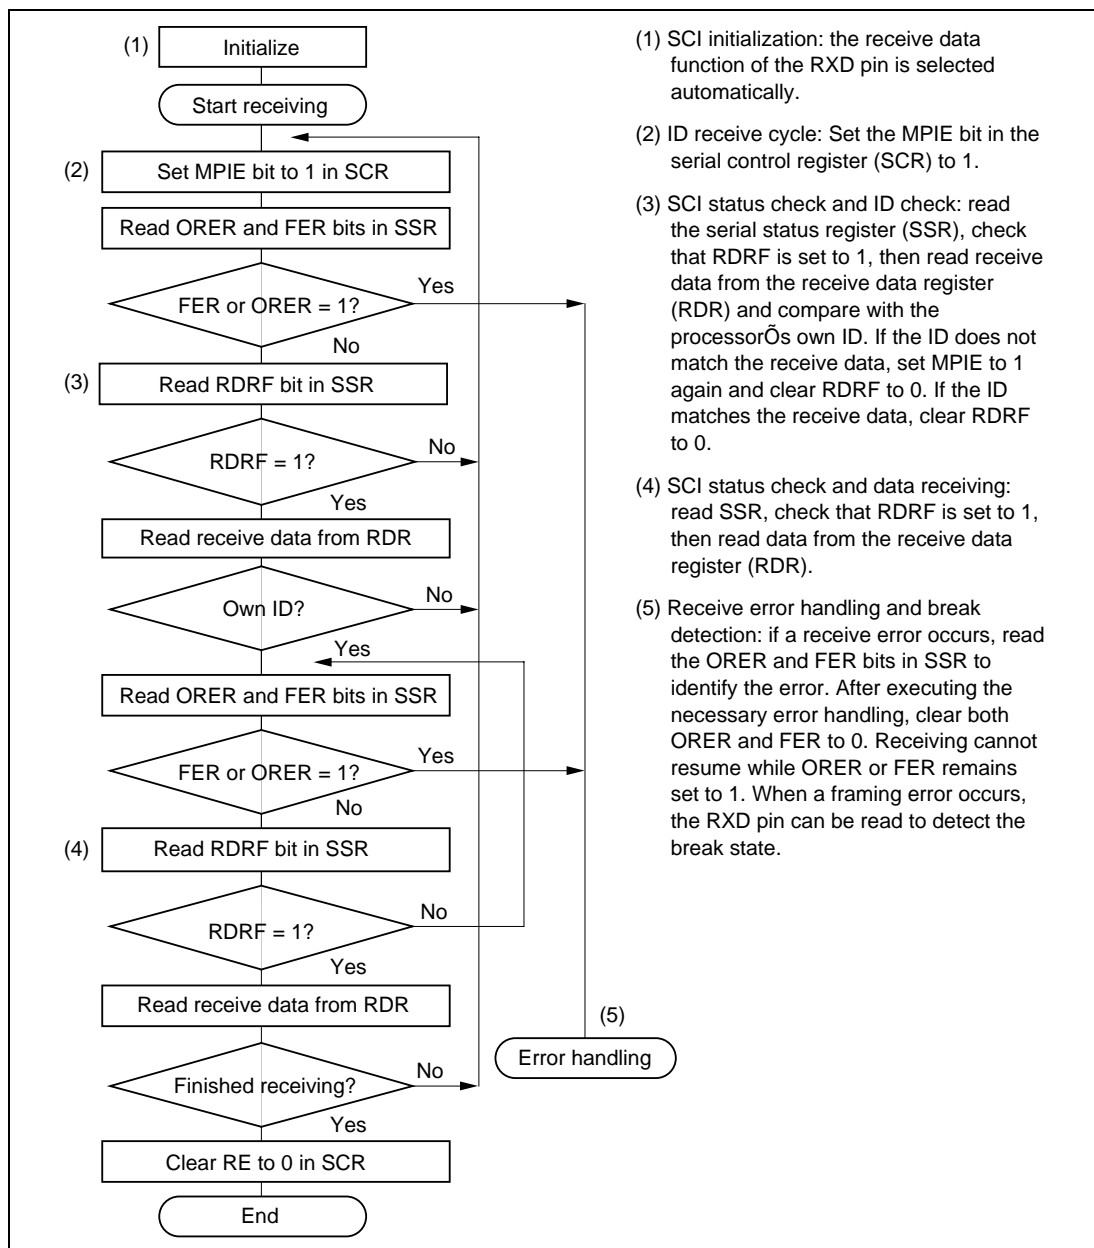 (1)
Initialize
Start receiving
(2)
Set MPIE bit to 1 in SCR
Read ORER and FER bits in SSR
FER or ORER = 1?
Yes
No
(3)
Read RDRF bit in SSR
RDRF = 1?
No
Yes
Read receive data from RDR
Own ID?
No
Yes
Read ORER and FER bits in SSR
FER or ORER = 1?
Yes
No
(4)
Read RDRF bit in SSR
RDRF = 1?
No
Yes
Read receive data from RDR
(5)
Error handling
Finished receiving?
No
Yes
Clear RE to 0 in SCR
End
(1) SCI initialization: the receive data
function of the RXD pin is selected
automatically.
(2) ID receive cycle: Set the MPIE bit in the
serial control register (SCR) to 1.
(3) SCI status check and ID check: read
the serial status register (SSR), check
that RDRF is set to 1, then read receive
data from the receive data register
(RDR) and compare with the
processorÕs own ID. If the ID does not
match the receive data, set MPIE to 1
again and clear RDRF to 0. If the ID
matches the receive data, clear RDRF
to 0.
(4) SCI status check and data receiving:
read SSR, check that RDRF is set to 1,
then read data from the receive data
register (RDR).
(5) Receive error handling and break
detection: if a receive error occurs, read
the ORER and FER bits in SSR to
identify the error. After executing the
necessary error handling, clear both
ORER and FER to 0. Receiving cannot
resume while ORER or FER remains
set to 1. When a framing error occurs,
the RXD pin can be read to detect the
break state.